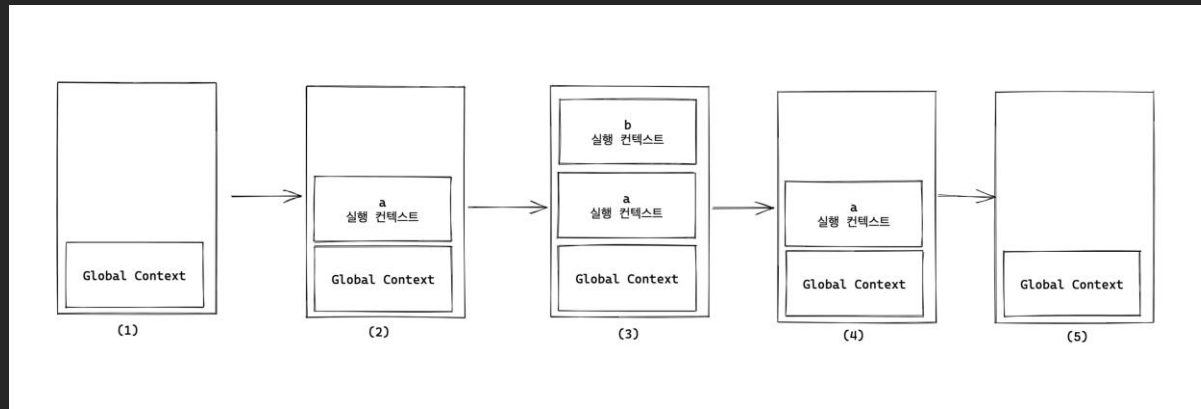 Global Context
(1)
a
실행 컨텍스트
Global Context
(2)
b
실행 컨텍스트
a
실행 컨텍스트
Global Context
(3)
a
실행 컨텍스트
Global Context
(4)
Global Context
(5)